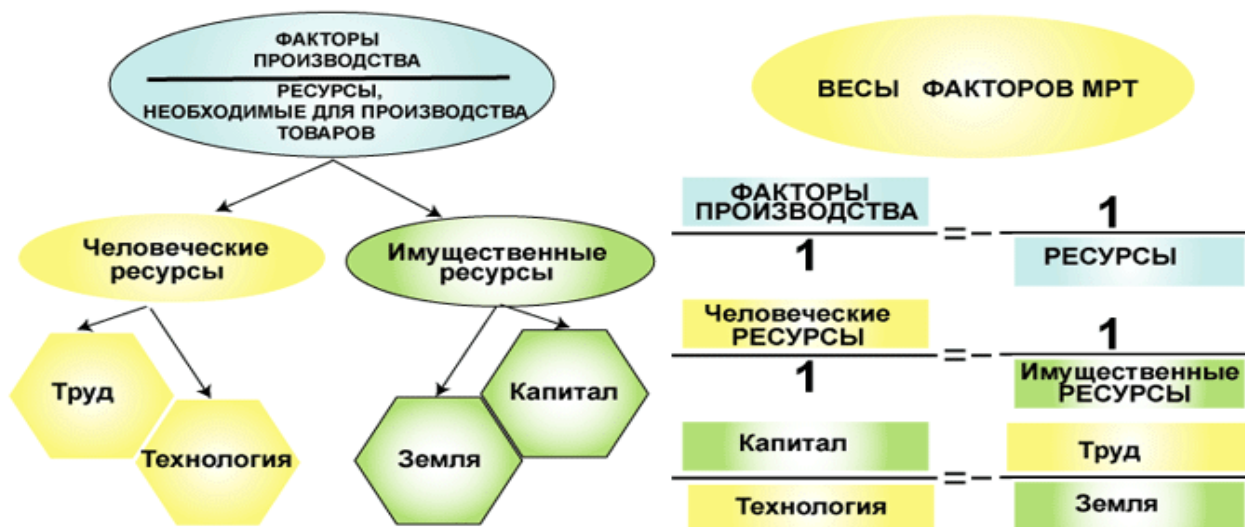 ФАКТОРЫ
ПРОИЗВОДСТВА
РЕСУРСЫ,
НЕОБХОДИМЫЕ ДЛЯ ПРОИЗВОДСТВА
ТОВАРОВ
Человеческие
ресурсы
Имущественные
ресурсы
Труд
Технология
Земля
Капитал
ВЕСЫ ФАКТОРОВ МРТ
ФАКТОРЫ
ПРОИЗВОДСТВА
1
=-
1
РЕСУРСЫ
Человеческие
РЕСУРСЫ
1
=-
1
Имущественные
РЕСУРСЫ
Капитал
Технология
=-
Труд
Земля